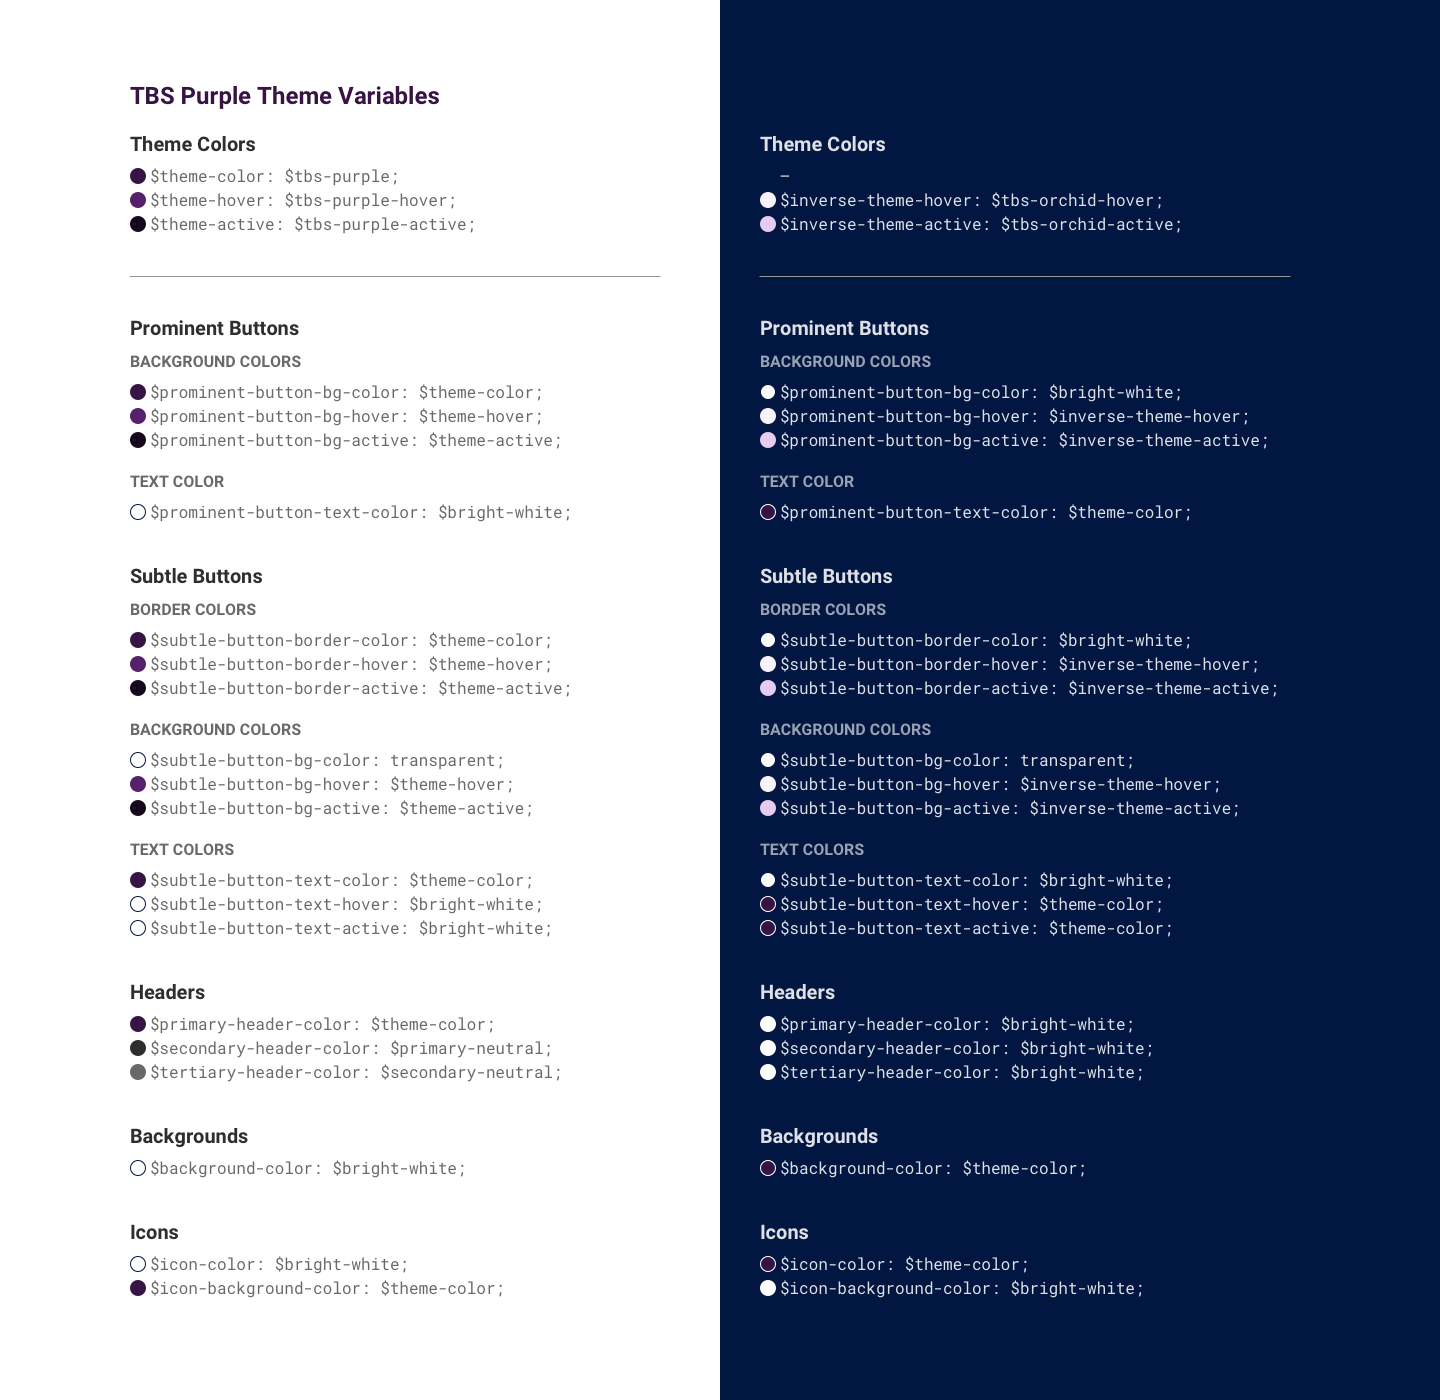 TBS Purple Theme Variables
Theme Colors
$theme-color: $tbs-purple;
$theme-hover: $tbs-purple-hover;
$theme-active: $tbs-purple-active;
Prominent Buttons
BACKGROUND COLORS
$prominent-button-bg-color: $theme-color;
$prominent-button-bg-hover: $theme-hover;
$prominent-button-bg-active: $theme-active;
TEXT COLOR
$prominent-button-text-color: $bright-white;
Subtle Buttons
BORDER COLORS
$subtle-button-border-color: $theme-color;
$subtle-button-border-hover: $theme-hover;
$subtle-button-border-active: $theme-active;
BACKGROUND COLORS
$subtle-button-bg-color: transparent;
$subtle-button-bg-hover: $theme-hover;
$subtle-button-bg-active: $theme-active;
TEXT COLORS
$subtle-button-text-color: $theme-color;
$subtle-button-text-hover: $bright-white;
$subtle-button-text-active: $bright-white;
Headers
$primary-header-color: $theme-color;
$secondary-header-color: $primary-neutral;
$tertiary-header-color: $secondary-neutral;
Backgrounds
$background-color: $bright-white;
Icons
$icon-color: $bright-white;
$icon-background-color: $theme-color;
Theme Colors
–
$inverse-theme-hover: $tbs-orchid-hover;
$inverse-theme-active: $tbs-orchid-active;
Prominent Buttons
BACKGROUND COLORS
$prominent-button-bg-color: $bright-white;
$prominent-button-bg-hover: $inverse-theme-hover;
$prominent-button-bg-active: $inverse-theme-active;
TEXT COLOR
$prominent-button-text-color: $theme-color;
Subtle Buttons
BORDER COLORS
$subtle-button-border-color: $bright-white;
$subtle-button-border-hover: $inverse-theme-hover;
$subtle-button-border-active: $inverse-theme-active;
BACKGROUND COLORS
$subtle-button-bg-color: transparent;
$subtle-button-bg-hover: $inverse-theme-hover;
$subtle-button-bg-active: $inverse-theme-active;
TEXT COLORS
$subtle-button-text-color: $bright-white;
$subtle-button-text-hover: $theme-color;
$subtle-button-text-active: $theme-color;
Headers
$primary-header-color: $bright-white;
$secondary-header-color: $bright-white;
$tertiary-header-color: $bright-white;
Backgrounds
$background-color: $theme-color;
Icons
$icon-color: $theme-color;
$icon-background-color: $bright-white;